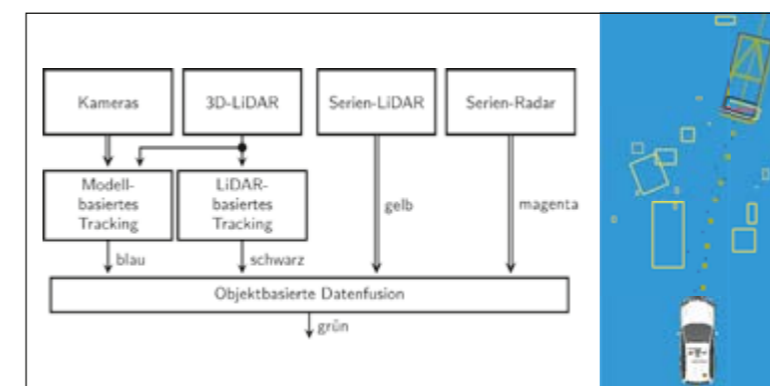 Kameras
3D-LiDAR
Serien-LiDAR
Serien-Radar
Modell-
basiertes
Tracking
LiDAR-
basiertes
Tracking
gelb
magenta
blau
schwarz
Objektbasierte Datenfusion
grün